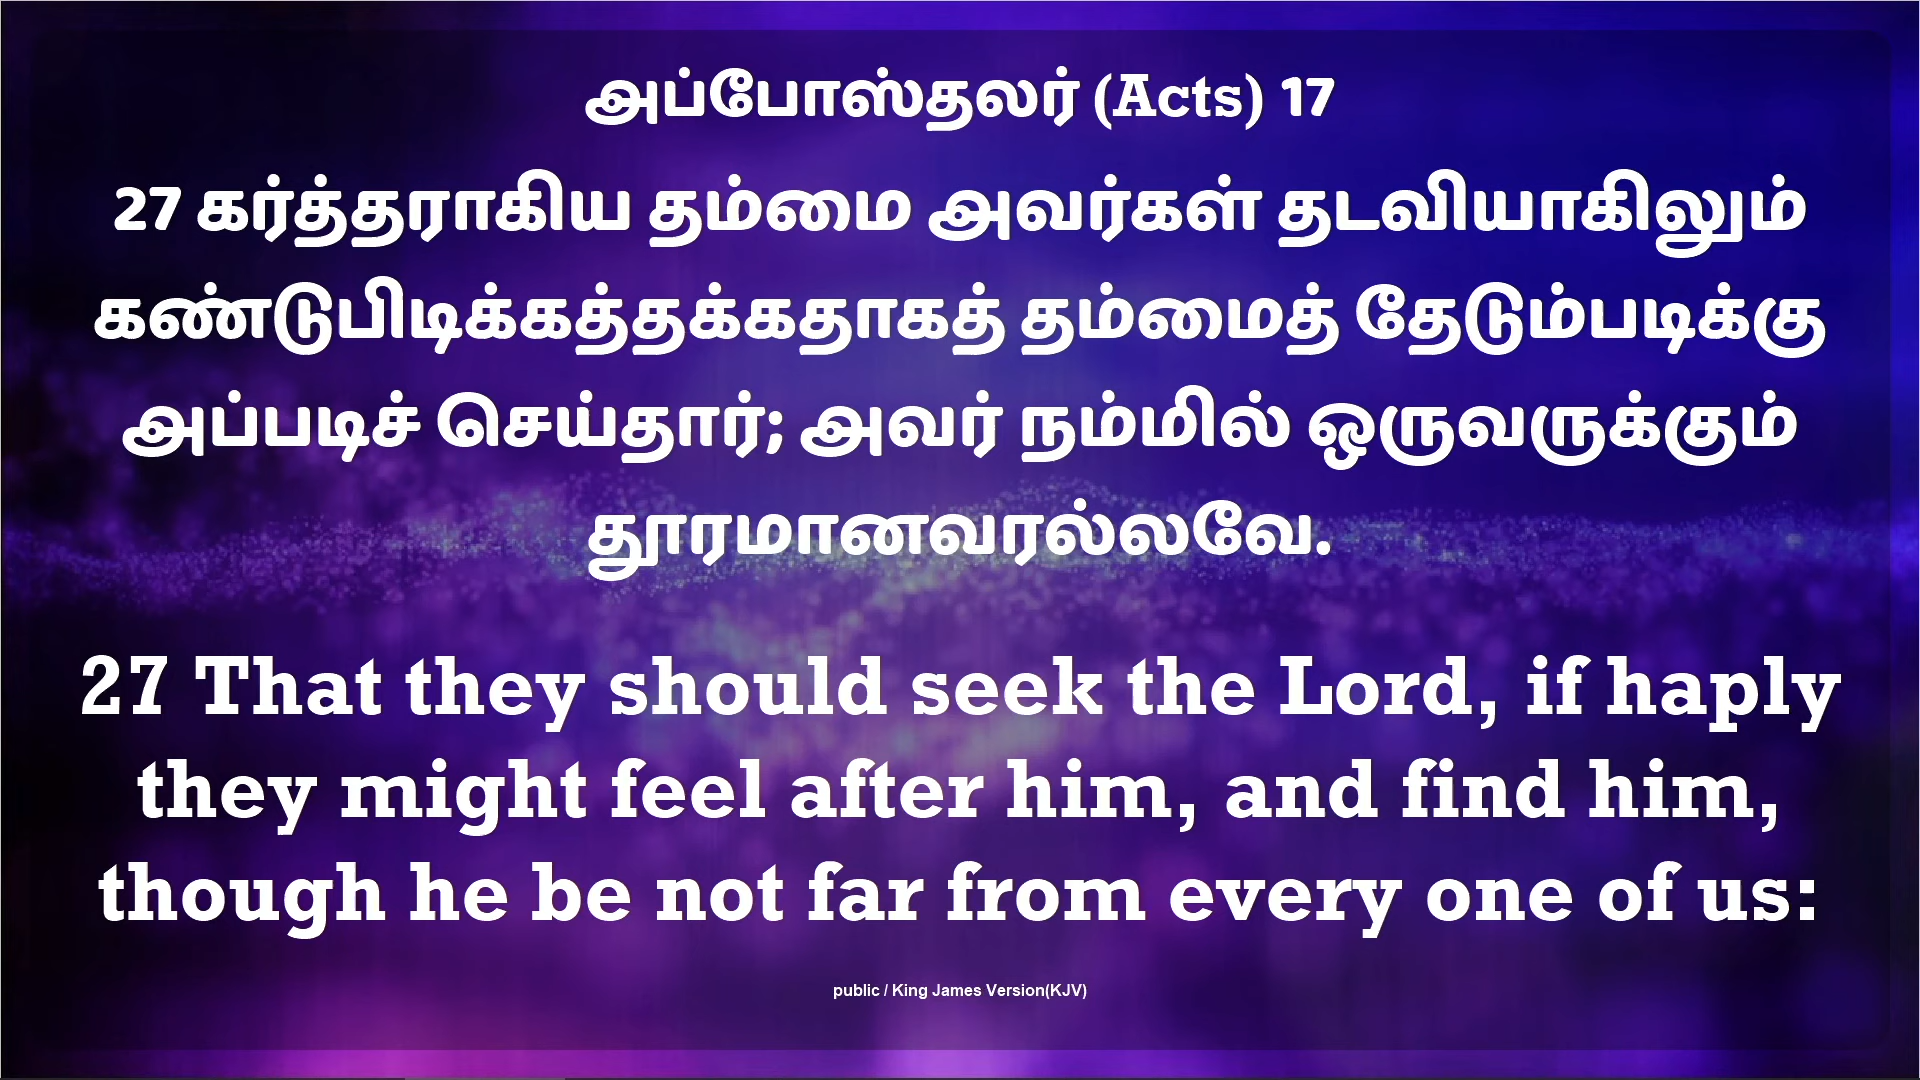 அப்போஸ்தலர் (Acts) 17
27 கர்த்தராகிய தம்மை அவர்கள் தடவியாகிலும்
கண்டுபிடிக்கத்தக்கதாகத் தம்மைத் தேடும்படிக்கு
அப்படிச் செய்தார்; அவர் நம்மில் ஒருவருக்கும்
தூரமானவரல்லவே.
27 That they should seek the Lord, if haply
they might feel after him, and find him,
though he be not far from every one of us:
public / King James Version(KJV)